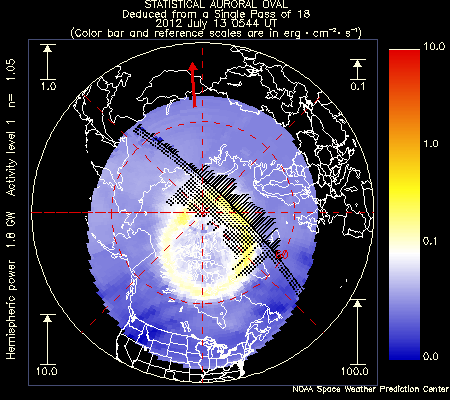 STATISTICAL AURORAL OVAL
Deduced from a Single Pass of 18
2012 July 13 0544 UT
(Color bar and reference scales are in erg · cm⁻² · s⁻¹)
1.0
0.1
10.0
1.0
0.1
0.0
10.0
100.0
Hemispheric power 1.8 GW Activity level 1 n= 1.05
NOAA Space Weather Prediction Center